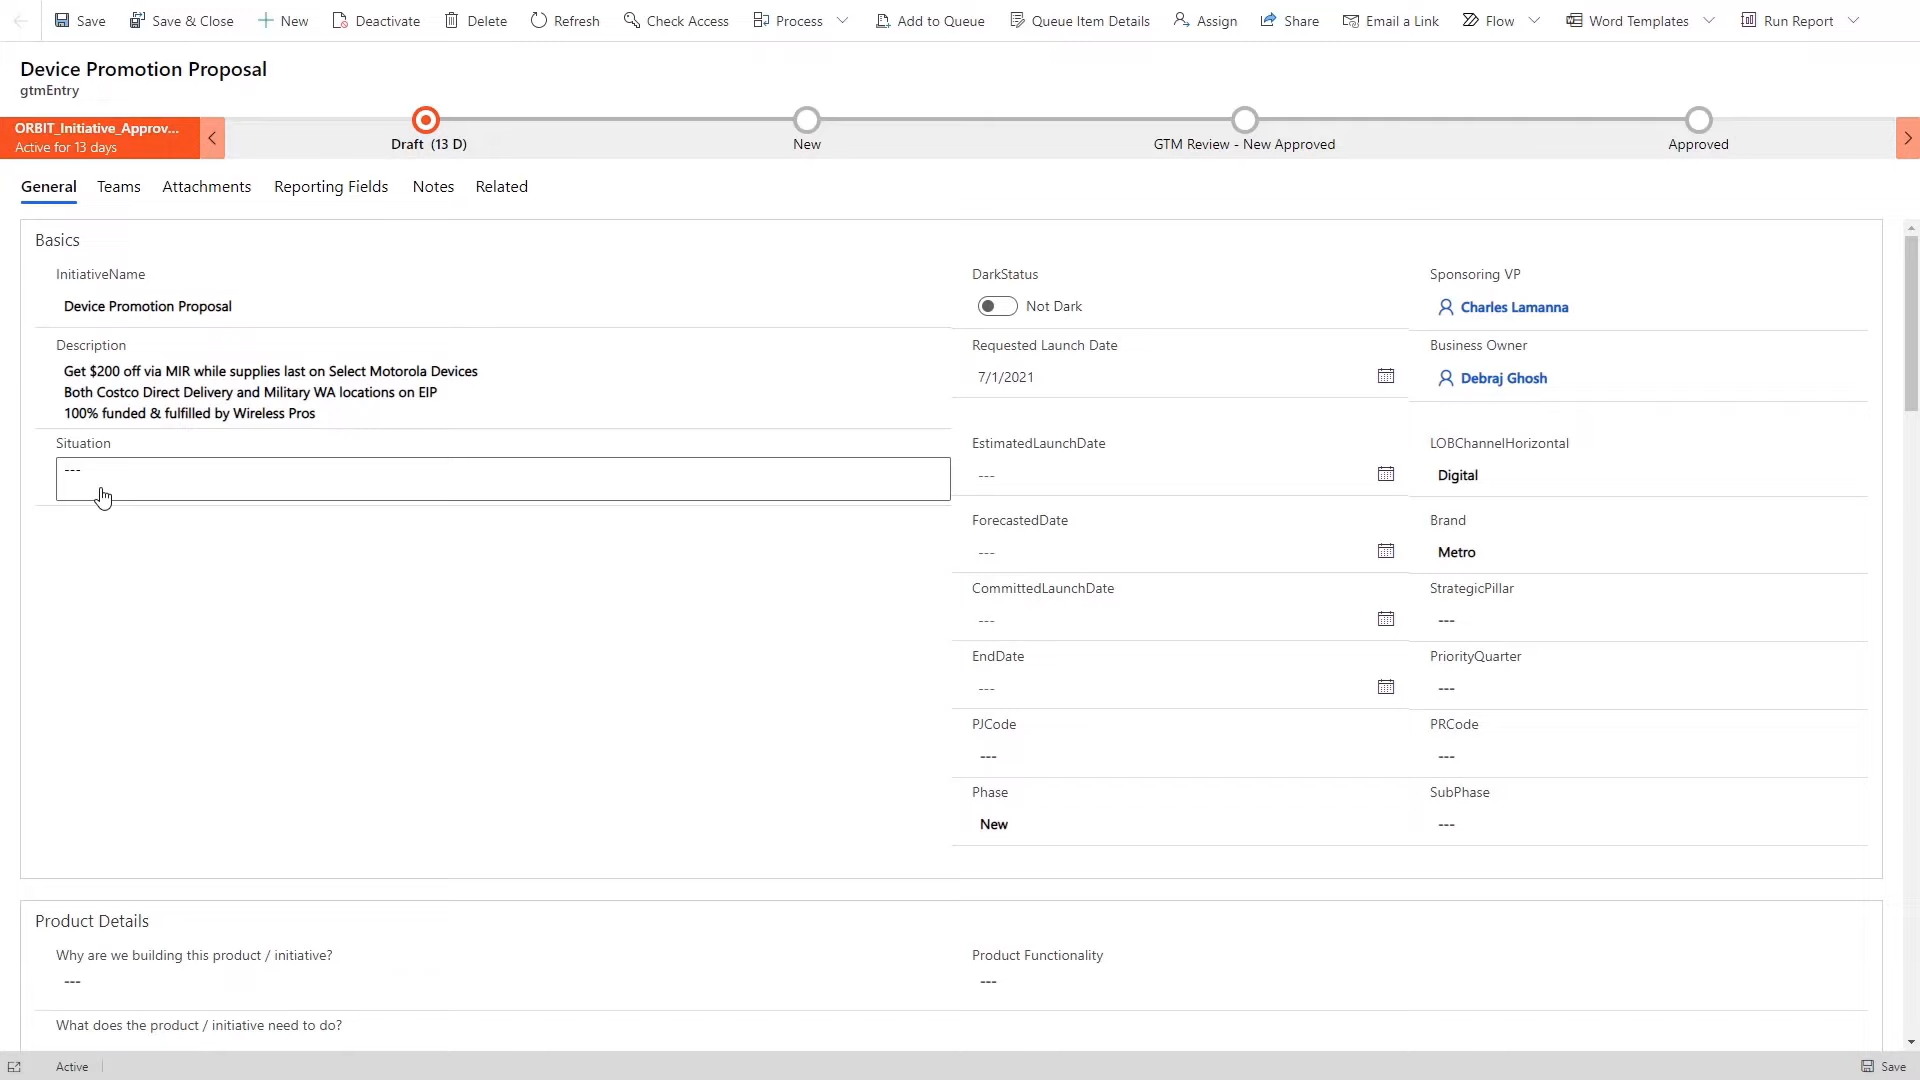 Save
Save & Close
New
Deactivate
Delete
Refresh
Check Access
Process
Add to Queue
Queue Item Details
Assign
Share
Email a Link
Flow
Word Templates
Run Report
Device Promotion Proposal
gtmEntry
ORBIT_Initiative_Approv...
Active for 13 days
Draft (13 D)
New
GTM Review - New Approved
Approved
General
Teams
Attachments
Reporting Fields
Notes
Related
Basics
InitiativeName
Device Promotion Proposal
Description
Get $200 off via MIR while supplies last on Select Motorola Devices
Both Costco Direct Delivery and Military WA locations on EIP
100% funded & fulfilled by Wireless Pros
Situation
---
DarkStatus
Not Dark
Requested Launch Date
7/1/2021
EstimatedLaunchDate
---
ForecastedDate
---
CommittedLaunchDate
---
EndDate
---
PJCode
---
Phase
New
Sponsoring VP
Charles Lamanna
Business Owner
Debraj Ghosh
LOBChannelHorizontal
Digital
Brand
Metro
StrategicPillar
---
PriorityQuarter
---
PRCode
---
SubPhase
---
Product Details
Why are we building this product / initiative?
---
Product Functionality
---
What does the product / initiative need to do?
Active
Save